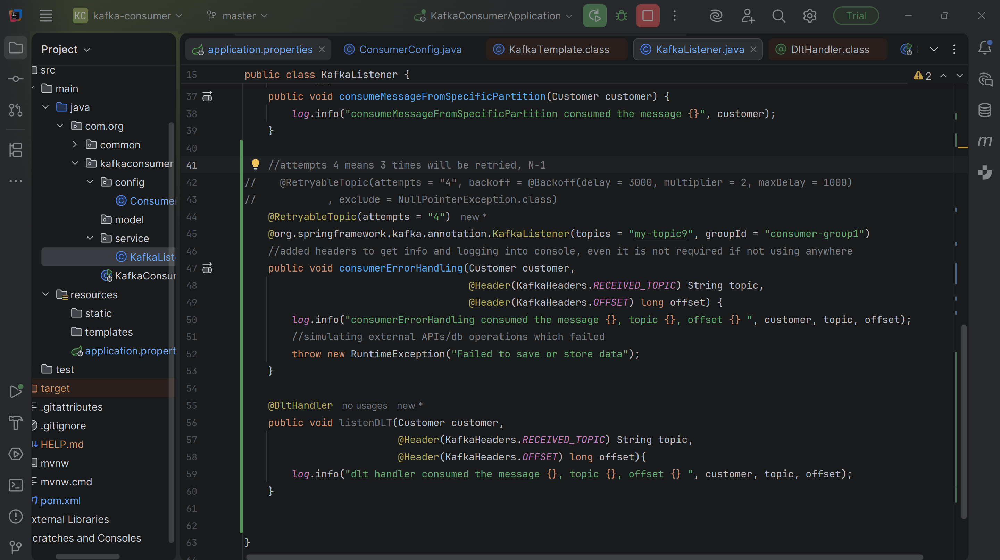 KC kafka-consumer master KafkaConsumerApplication Trial
Project
src
main
java
com.org
common
kafkaconsumer
config
Consume
model
service
KafkaList
KafkaConsur
resources
static
templates
application.propert
test
target
.gitattributes
.gitignore
HELP.md
mvnw
mvnw.cmd
pom.xml
xternal Libraries
cratches and Consoles
application.properties ConsumerConfig.java KafkaTemplate.class KafkaListener.java DltHandler.class
15 public class KafkaListener { 2
37 public void consumeMessageFromSpecificPartition(Customer customer) {
38 log.info("consumeMessageFromSpecificPartition consumed the message {}", customer);
39 }
40
41 //attempts 4 means 3 times will be retried, N-1
42 // @RetryableTopic(attempts = "4", backoff = @Backoff(delay = 3000, multiplier = 2, maxDelay = 1000)
43 // , exclude = NullPointerException.class)
44 @RetryableTopic(attempts = "4") new *
45 @org.springframework.kafka.annotation.KafkaListener(topics = "my-topic9", groupId = "consumer-group1")
46 //added headers to get info and logging into console, even it is not required if not using anywhere
47 public void consumerErrorHandling(Customer customer,
48 @Header(KafkaHeaders.RECEIVED_TOPIC) String topic,
49 @Header(KafkaHeaders.OFFSET) long offset) {
50 log.info("consumerErrorHandling consumed the message {}, topic {}, offset {} ", customer, topic, offset);
51 //simulating external APIs/db operations which failed
52 throw new RuntimeException("Failed to save or store data");
53 }
54
55 @DltHandler no usages new *
56 public void listenDLT(Customer customer,
57 @Header(KafkaHeaders.RECEIVED_TOPIC) String topic,
58 @Header(KafkaHeaders.OFFSET) long offset){
59 log.info("dlt handler consumed the message {}, topic {}, offset {} ", customer, topic, offset);
60 }
61
62
63 }